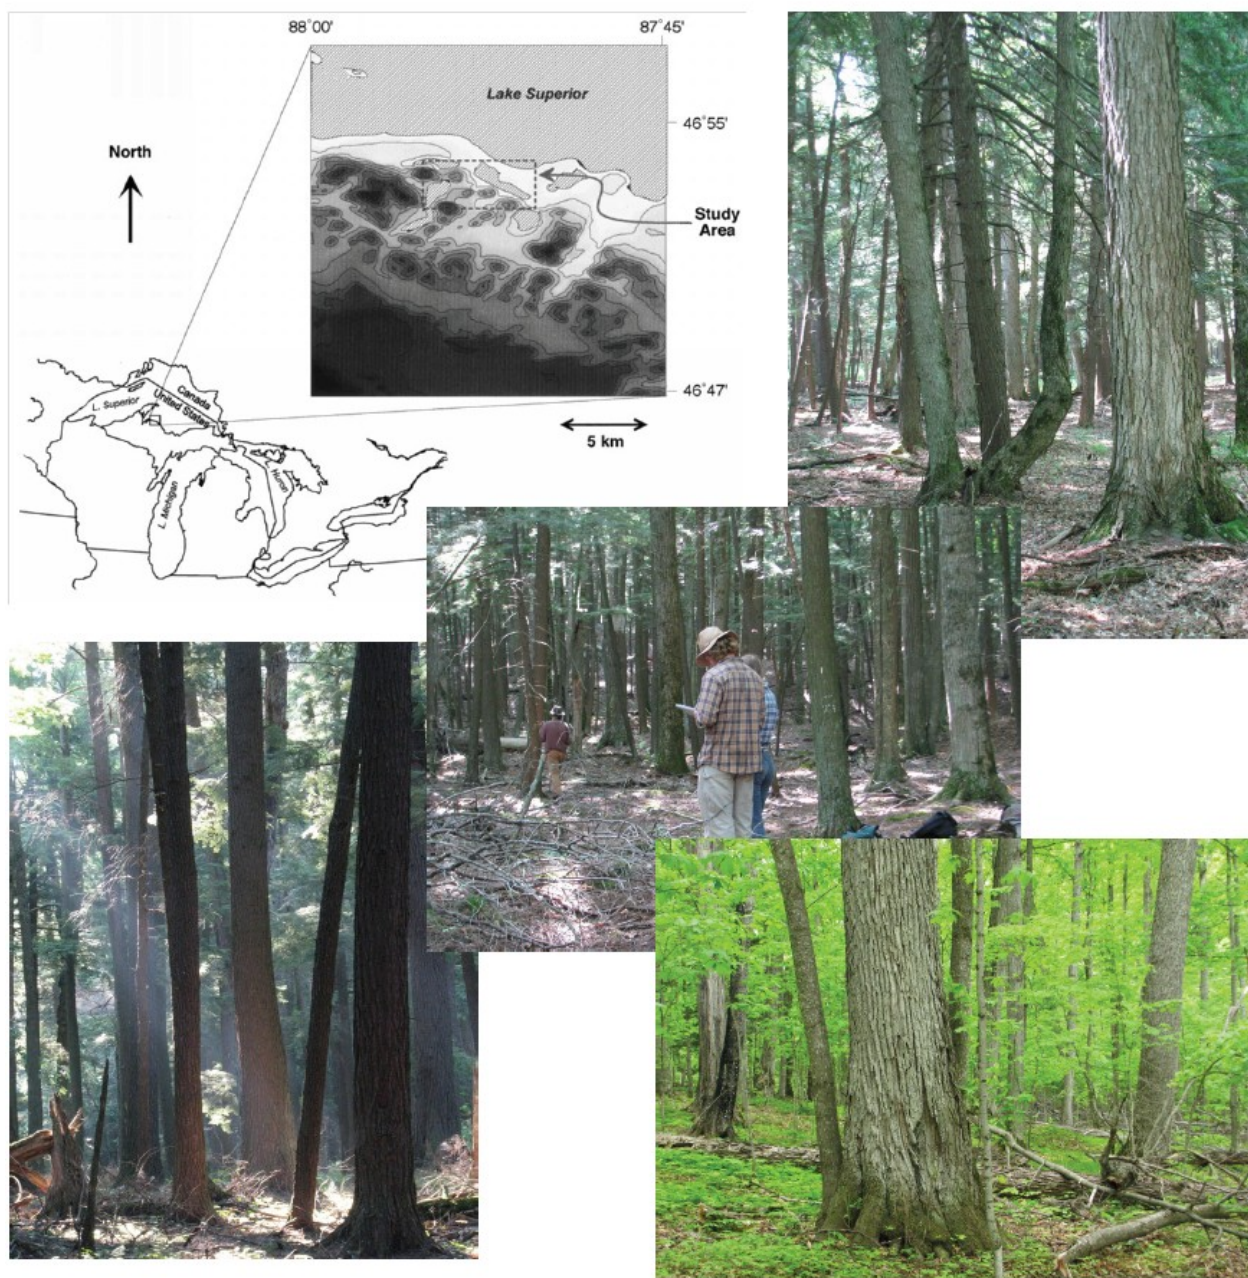 88°00'
87°45'
Lake Superior
46°55'
North
Study
Area
46°47'
5 km
L. Superior
Canada
United States
L. Michigan
Huron